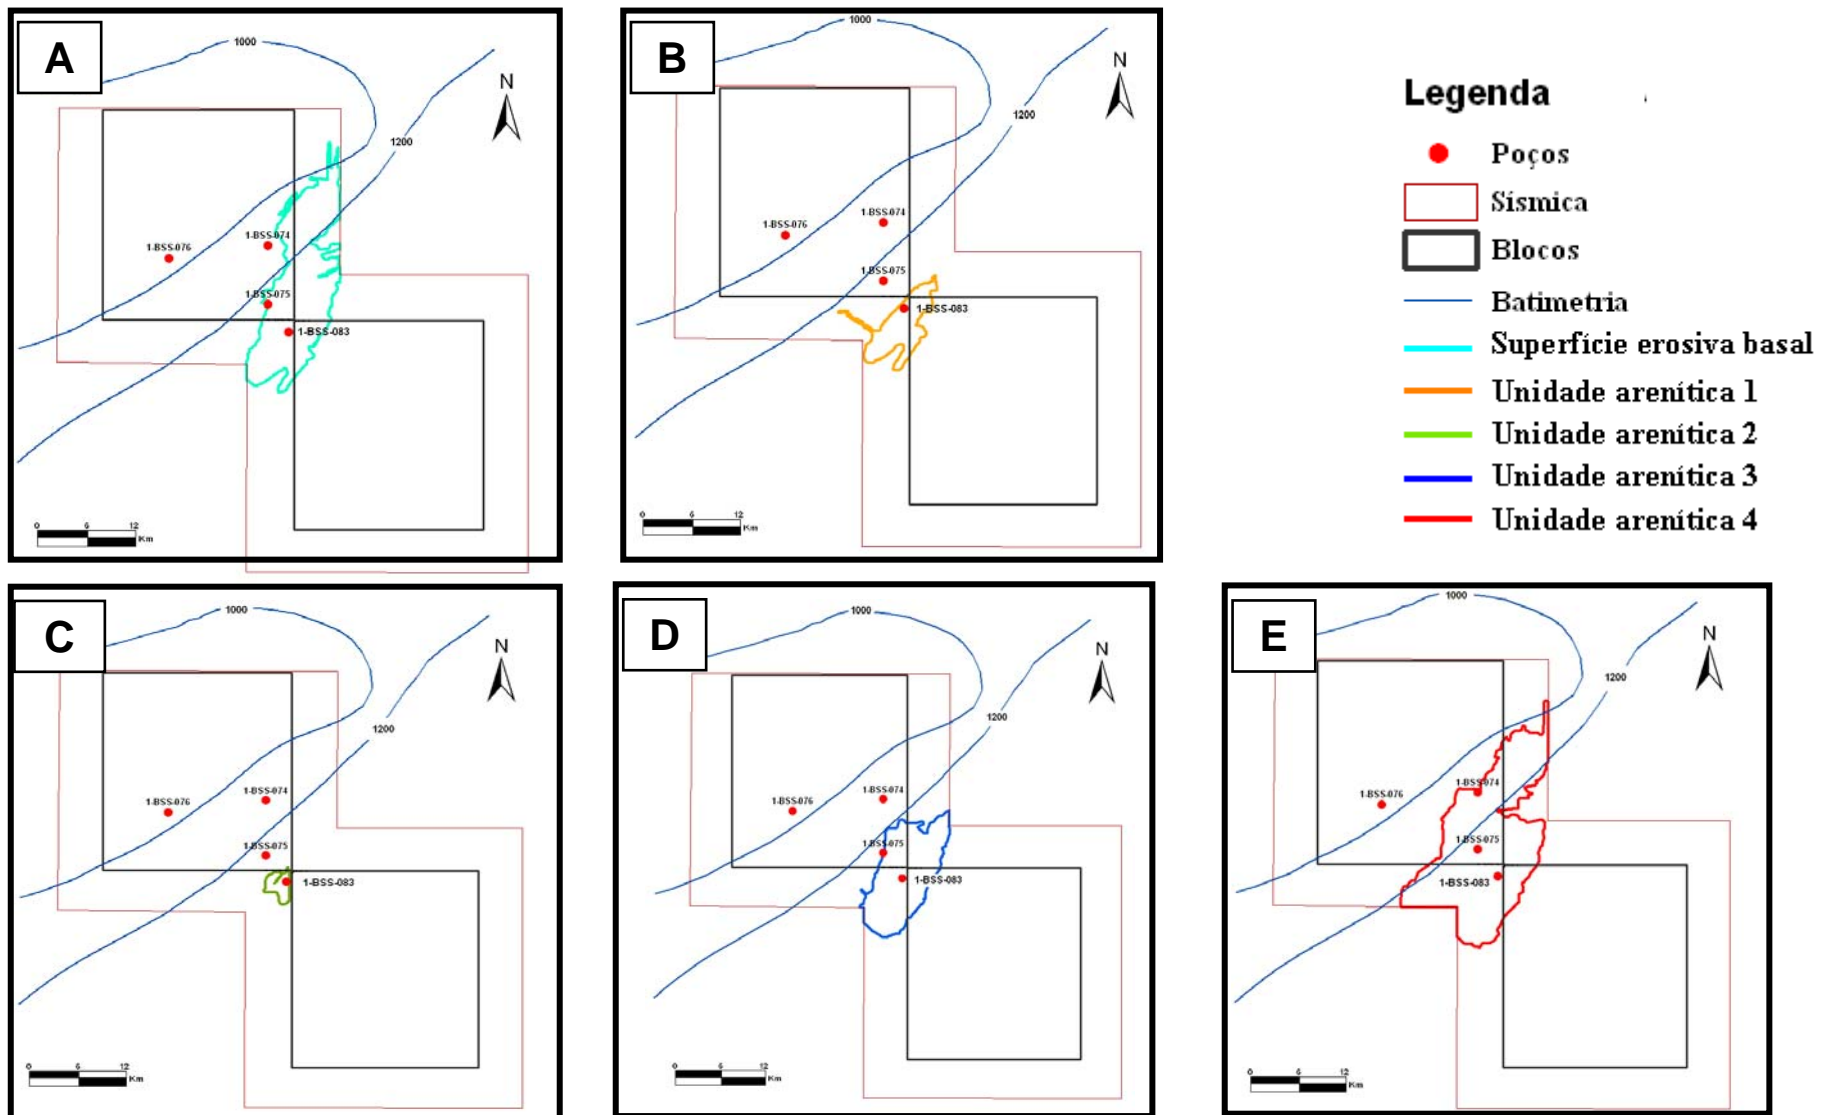 A
1000
N
1200
1-BSS-076
1-BSS-074
1-BSS-075
1-BSS-083
0 6 12
Km
B
1000
N
1200
1-BSS-076
1-BSS-074
1-BSS-075
1-BSS-083
0 6 12
Km
Legenda
Poços
Sísmica
Blocos
Batimetria
Superfície erosiva basal
Unidade arenítica 1
Unidade arenítica 2
Unidade arenítica 3
Unidade arenítica 4
C
1000
N
1200
1-BSS-076
1-BSS-074
1-BSS-075
1-BSS-083
0 6 12
Km
D
1000
N
1200
1-BSS-076
1-BSS-074
1-BSS-075
1-BSS-083
0 6 12
Km
E
1000
N
1200
1-BSS-076
1-BSS-074
1-BSS-075
1-BSS-083
0 6 12
Km